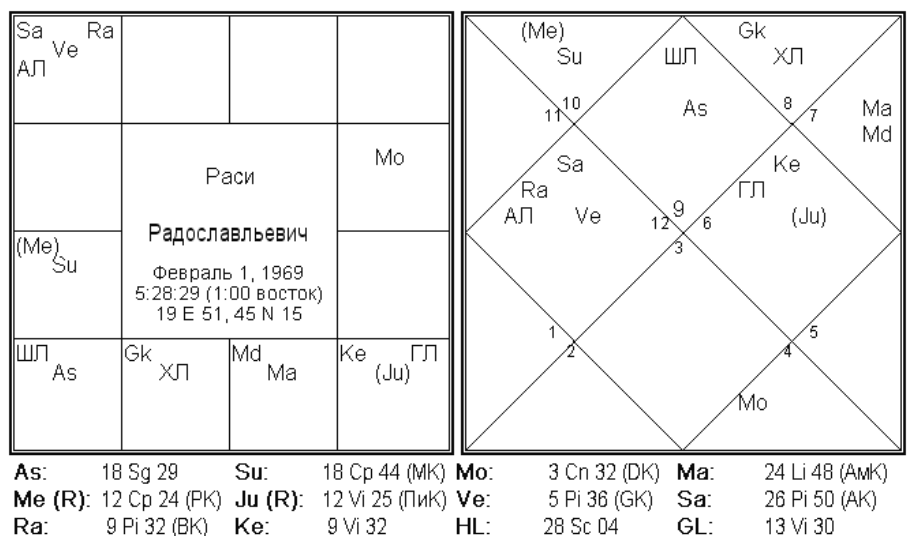 Sa Ra
Ve
АЛ
Mo
Раси
Радославльевич
Февраль 1, 1969
5:28:29 (1:00 восток)
19 E 51, 45 N 15
(Me)
Su
ШЛ
As
Gk
ХЛ
Md
Ma
Ke ГЛ
(Ju)
(Me)
Su
ШЛ
Gk
ХЛ
As
11 10
8 7
Ma
Md
Sa
Ra
АЛ Ve
Ke
ГЛ
(Ju)
9
12 6
3
1
2
5
4
Mo
As: 18 Sg 29 Su: 18 Cp 44 (МК) Mo: 3 Cn 32 (DK) Ma: 24 Li 48 (АмК)
Me (R): 12 Cp 24 (PK) Ju (R): 12 Vi 25 (ПиК) Ve: 5 Pi 36 (GK) Sa: 26 Pi 50 (AK)
Ra: 9 Pi 32 (BK) Ke: 9 Vi 32 HL: 28 Sc 04 GL: 13 Vi 30